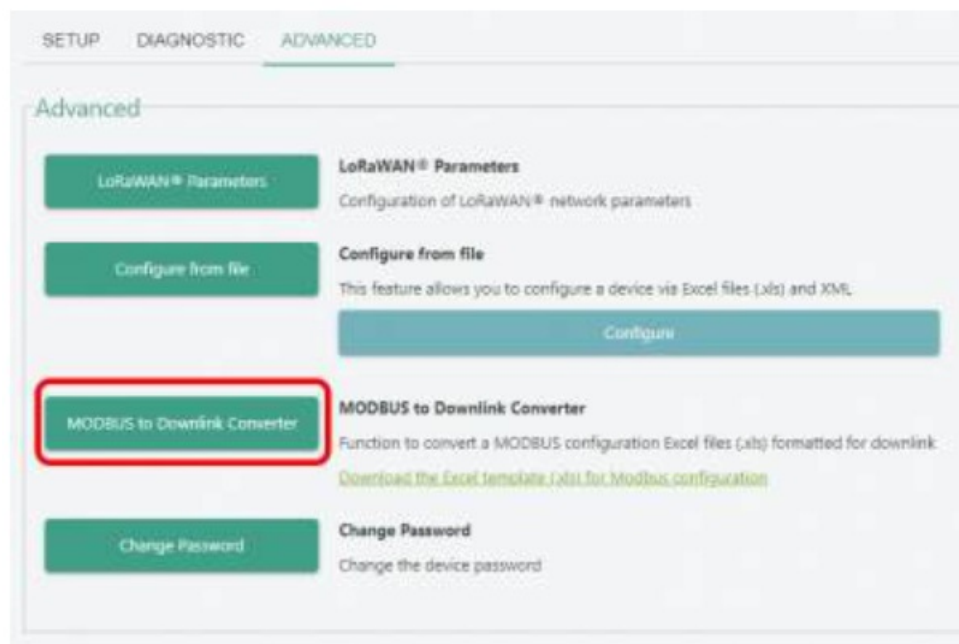 SETUP DIAGNOSTIC ADVANCED
Advanced
LoRaWAN® Parameters
LoRaWAN® Parameters
Configuration of LoRaWAN® network parameters
Configure from file
Configure from file
This feature allows you to configure a device via Excel files (.xls) and XML.
Configure
MODBUS to Downlink Converter
MODBUS to Downlink Converter
Function to convert a MODBUS configuration Excel files (.xls) formatted for downlink
Download the Excel template (.xls) for Modbus configuration
Change Password
Change Password
Change the device password